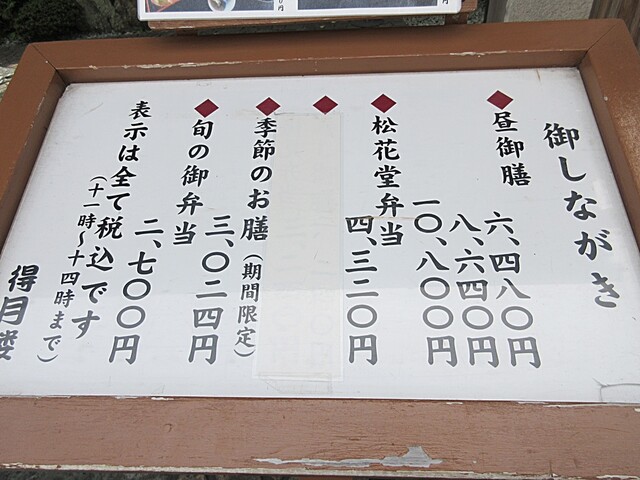 御しながき
昼御膳
六、四八〇円
八、六四〇円
一〇、八〇〇円
松花堂弁当
四、三二〇円
季節のお膳(期間限定)
三、〇二四円
旬の御弁当
二、七〇〇円
(十一時〜十四時まで)
表示は全て税込です
得月楼